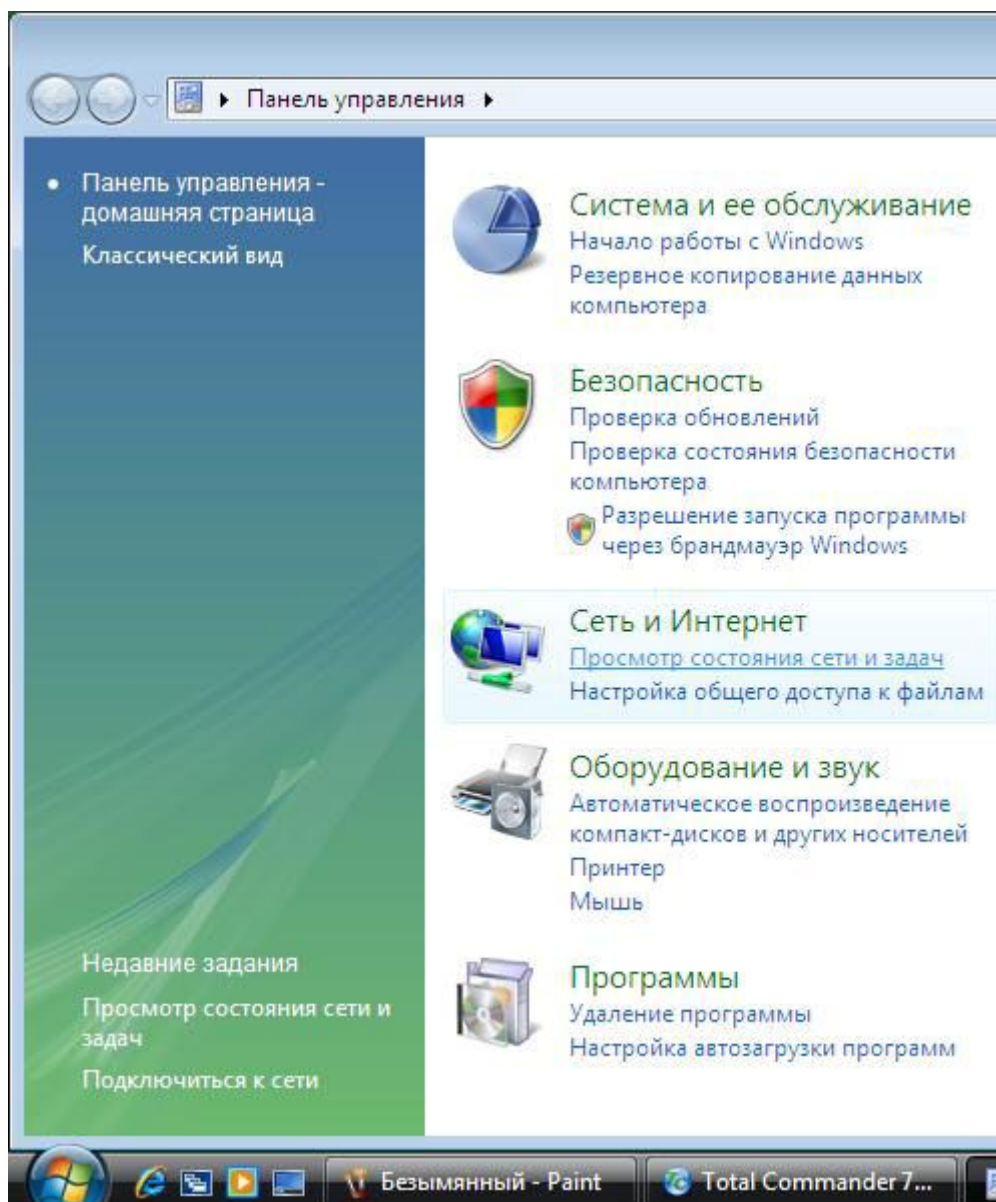 Панель управления
Панель управления -
домашняя страница
Классический вид
Недавние задания
Просмотр состояния сети и
задач
Подключиться к сети
Система и ее обслуживание
Начало работы с Windows
Резервное копирование данных
компьютера
Безопасность
Проверка обновлений
Проверка состояния безопасности
компьютера
Разрешение запуска программы
через брандмауэр Windows
Сеть и Интернет
Просмотр состояния сети и задач
Настройка общего доступа к файлам
Оборудование и звук
Автоматическое воспроизведение
компакт-дисков и других носителей
Принтер
Мышь
Программы
Удаление программы
Настройка автозагрузки программ
Безымянный - Paint
Total Commander 7...